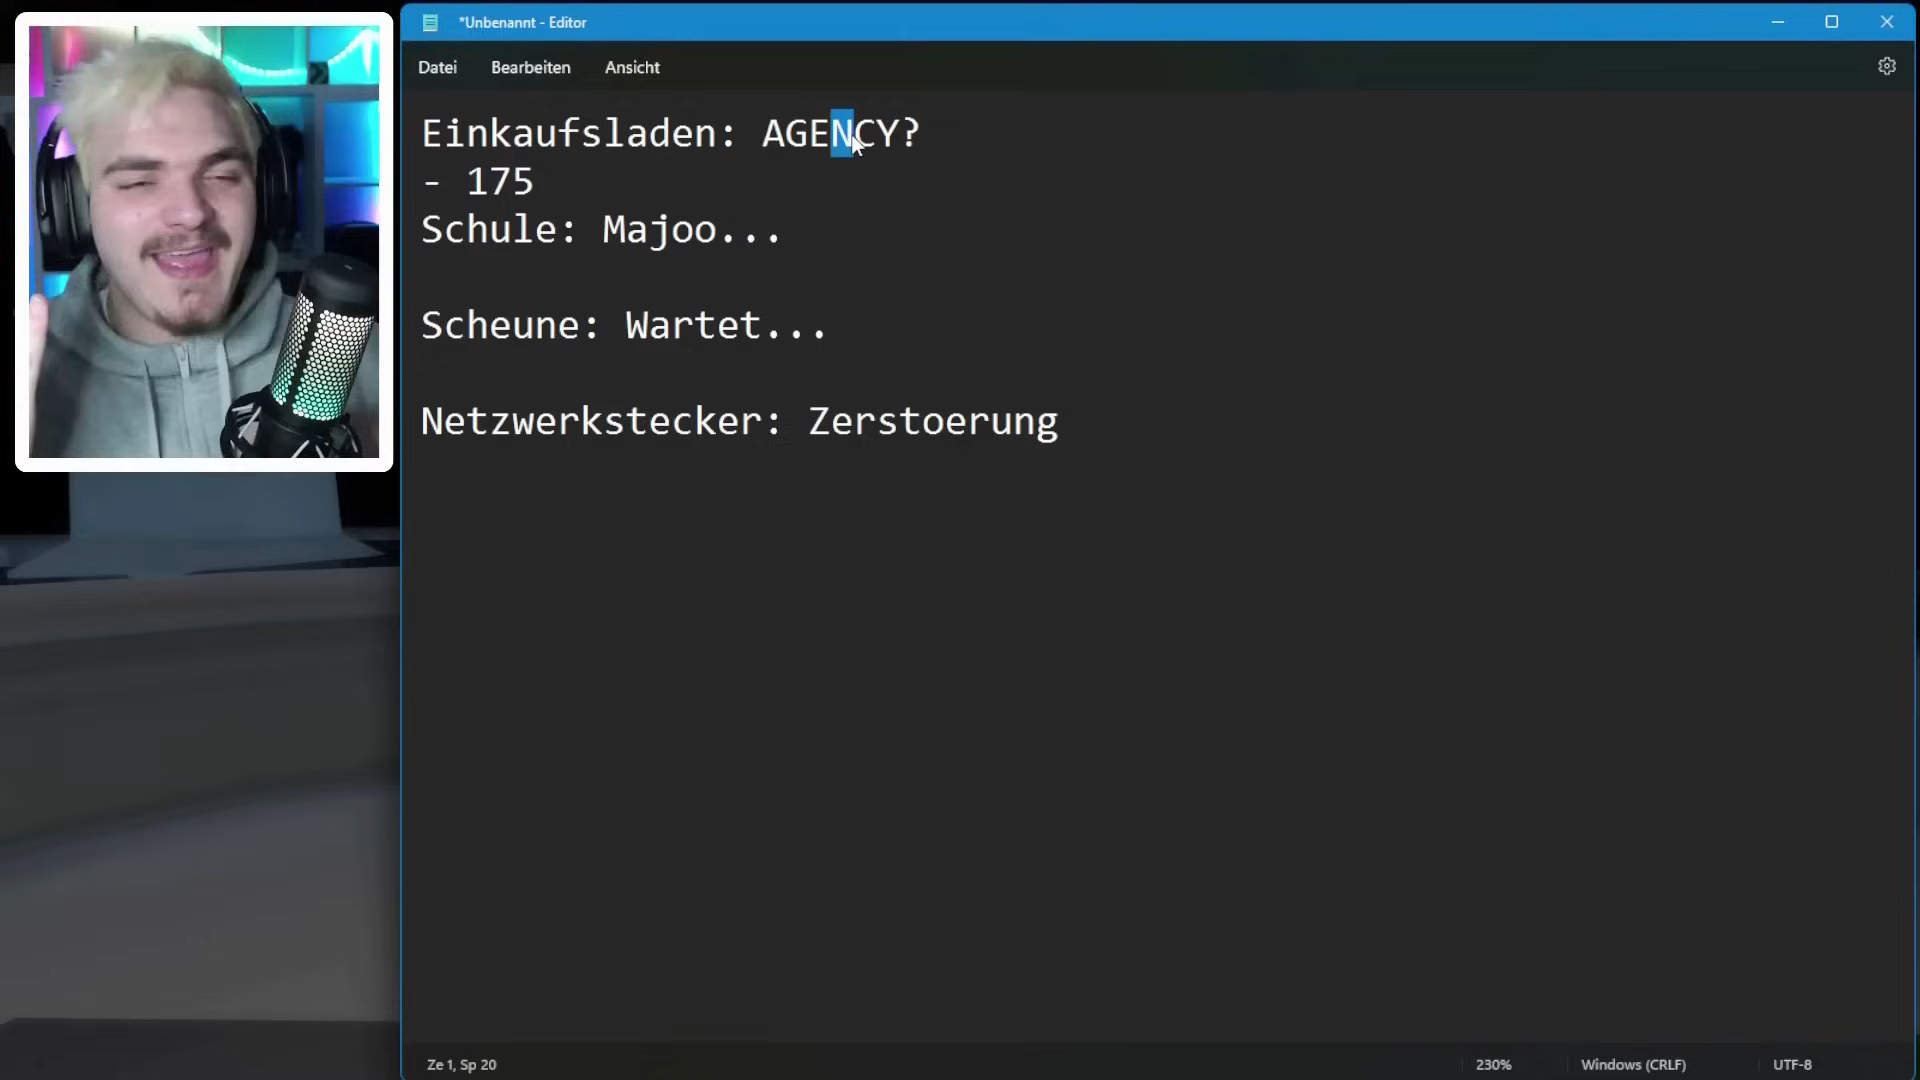 *Unbenannt - Editor
Datei Bearbeiten Ansicht
Einkaufsladen: AGENCY?
- 175
Schule: Majoo...
Scheune: Wartet...
Netzwerkstecker: Zerstoerung
Ze 1, Sp 20 230% Windows (CRLF) UTF-8